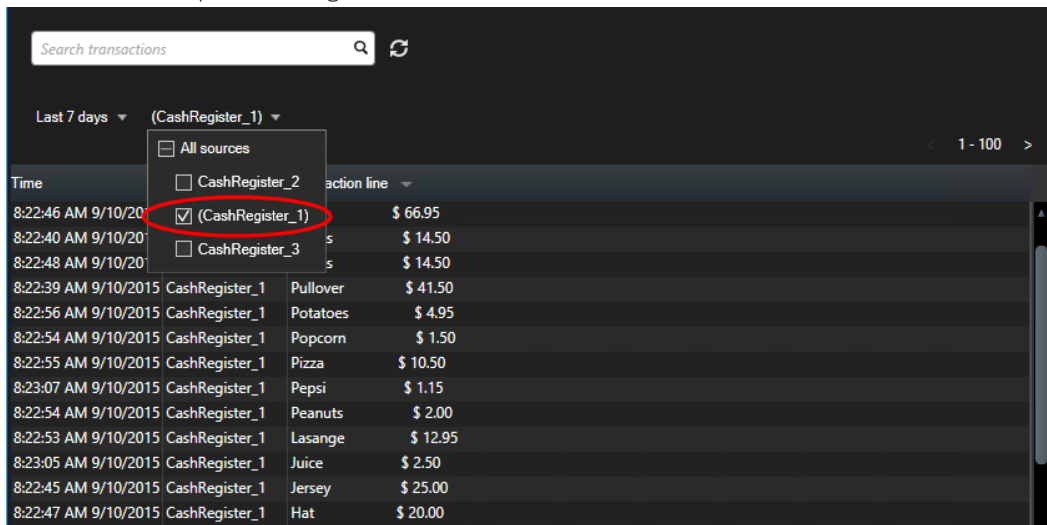 Search transactions
Last 7 days (CashRegister_1)
1 - 100
All sources
CashRegister_2
(CashRegister_1)
CashRegister_3
Time action line
8:22:46 AM 9/10/20 $ 66.95
8:22:40 AM 9/10/20 s $ 14.50
8:22:48 AM 9/10/20 s $ 14.50
8:22:39 AM 9/10/2015 CashRegister_1 Pullover $ 41.50
8:22:56 AM 9/10/2015 CashRegister_1 Potatoes $ 4.95
8:22:54 AM 9/10/2015 CashRegister_1 Popcorn $ 1.50
8:22:55 AM 9/10/2015 CashRegister_1 Pizza $ 10.50
8:23:07 AM 9/10/2015 CashRegister_1 Pepsi $ 1.15
8:22:54 AM 9/10/2015 CashRegister_1 Peanuts $ 2.00
8:22:53 AM 9/10/2015 CashRegister_1 Lasange $ 12.95
8:23:05 AM 9/10/2015 CashRegister_1 Juice $ 2.50
8:22:45 AM 9/10/2015 CashRegister_1 Jersey $ 25.00
8:22:47 AM 9/10/2015 CashRegister_1 Hat $ 20.00